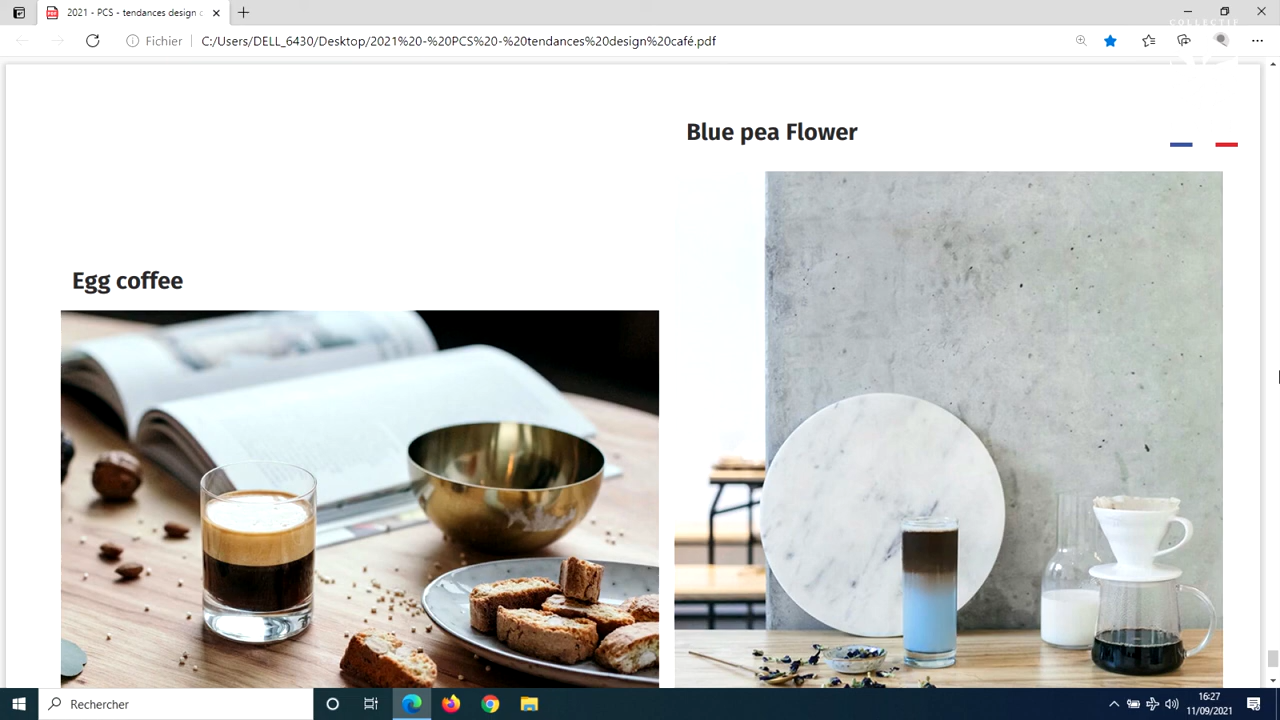 2021 - PCS - tendances design c
COLLECTIF
Fichier
C:/Users/DELL_6430/Desktop/2021%20-%20PCS%20-%20tendances%20design%20café.pdf
Blue pea Flower
Egg coffee
Rechercher
16:27
11/09/2021